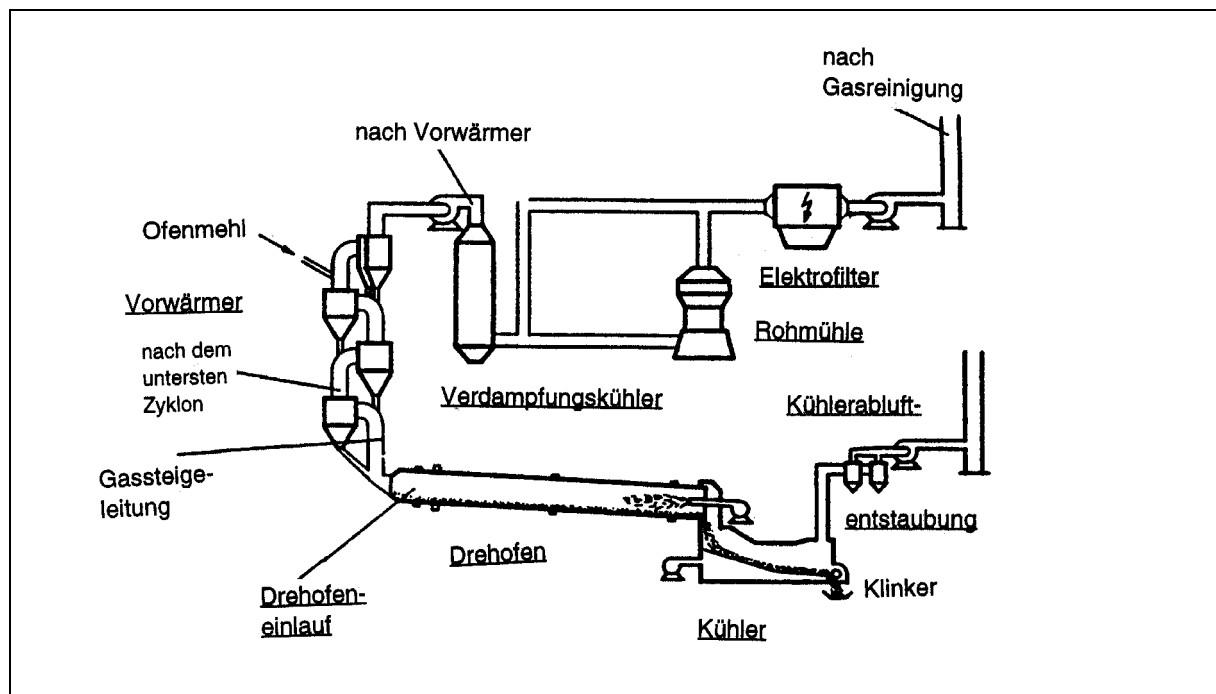 nach
Gasreinigung
nach Vorwärmer
Ofenmehl
Elektrofilter
Vorwärmer
Rohmühle
nach dem
untersten
Zyklon
Verdampfungskühler
Kühlerabluft-
Gassteige-
leitung
entstaubung
Drehofen
Klinker
Drehofen-
einlauf
Kühler